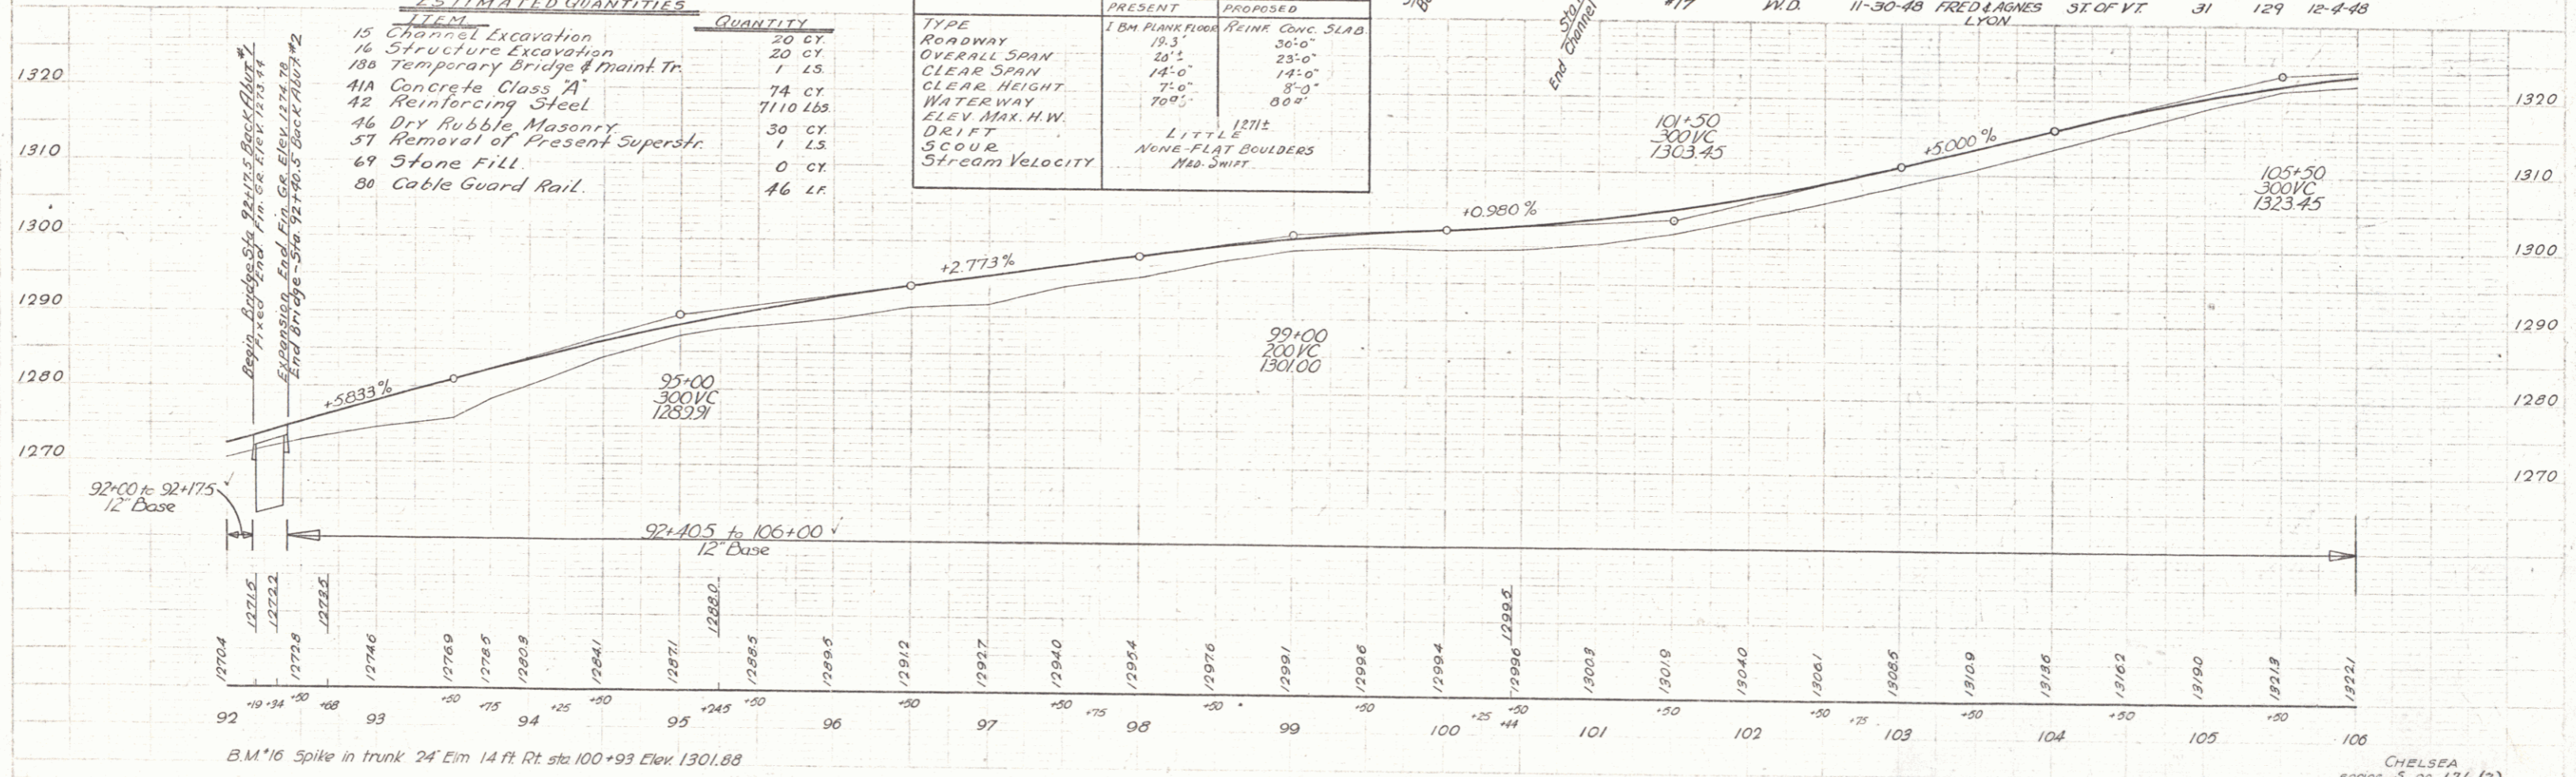 ESTIMATED QUANTITIES
ITEM QUANTITY
15 Channel Excavation 20 CY.
16 Structure Excavation 20 CY.
18B Temporary Bridge & Maint. Tr. 1 LS.
41A Concrete Class "A" 74 CY.
42 Reinforcing Steel 7110 Lbs.
46 Dry Rubble Masonry 30 CY.
57 Removal of Present Superstr. 1 LS.
69 Stone Fill 0 CY.
80 Cable Guard Rail 46 LF.
PRESENT PROPOSED
TYPE I BM. PLANK FLOOR REINF. CONC. SLAB
ROADWAY 19.3' 30'-0"
OVERALL SPAN 20'± 23'-0"
CLEAR SPAN 14'-0" 14'-0"
CLEAR HEIGHT 7'-0" 8'-0"
WATERWAY
ELEV. MAX. H.W. 1271±
DRIFT LITTLE
SCOUR NONE-FLAT BOULDERS
Stream VELOCITY MED. SWIFT
End Channel
#17 W.D. 11-30-48 FRED & AGNES ST. OF VT. 31 129 12-4-48
LYON
Begin Bridge Sta. 92+17.5 Back Abut #1
Fixed End Fin. GR. Elev. 1273.44
Expansion End Fin. GR. Elev. 1274.78
End Bridge-Sta. 92+40.5 Back Abut #2
1320
1310
1300
1290
1280
1270
1320
1310
1300
1290
1280
1270
+5.833%
95+00
300 VC
1289.91
+2.773%
99+00
200 VC
1301.00
+0.980%
101+50
300 VC
1303.45
+5.000%
105+50
300 VC
1323.45
92+00 to 92+17.5 ✓
12" Base
92+40.5 to 106+00 ✓
12" Base
1271.5 1272.2 1273.5 1288.0 1299.5
1270.4 1272.8 1274.6 1276.9 1278.5 1280.3 1284.1 1287.1 1288.5 1289.5 1291.2 1292.7 1294.0 1295.4 1297.6 1299.1 1299.6 1299.4 1299.6 1300.3 1301.9 1304.0 1306.1 1308.5 1310.9 1313.6 1316.2 1319.0 1321.3 1322.1
+19 +34 +50 +68 +50 +75 +25 +50 +24.5 +50 +50 +75 +50 +50 +25 +44 +50 +50 +75 +50 +50 +50
92 93 94 95 96 97 98 99 100 101 102 103 104 105 106
B.M.#16 Spike in trunk 24" Elm 14 ft. Rt. sta. 100+93 Elev. 1301.88
CHELSEA